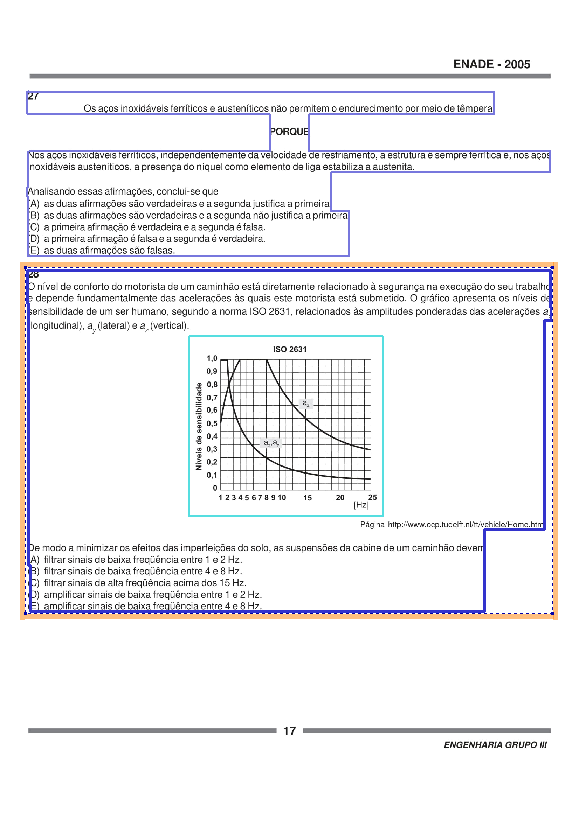 ENADE - 2005
27
Os aços inoxidáveis ferríticos e austeníticos não permitem o endurecimento por meio de têmpera
PORQUE
Nos aços inoxidáveis ferríticos, independentemente da velocidade de resfriamento, a estrutura é sempre ferrítica e, nos aços
inoxidáveis austeníticos, a presença do níquel como elemento de liga estabiliza a austenita.
Analisando essas afirmações, conclui-se que
(A) as duas afirmações são verdadeiras e a segunda justifica a primeira.
(B) as duas afirmações são verdadeiras e a segunda não justifica a primeira.
(C) a primeira afirmação é verdadeira e a segunda é falsa.
(D) a primeira afirmação é falsa e a segunda é verdadeira.
(E) as duas afirmações são falsas.
28
O nível de conforto do motorista de um caminhão está diretamente relacionado à segurança na execução do seu trabalho
e depende fundamentalmente das acelerações às quais este motorista está submetido. O gráfico apresenta os níveis de
sensibilidade de um ser humano, segundo a norma ISO 2631, relacionados às amplitudes ponderadas das acelerações a
(longitudinal), a_y (lateral) e a_z (vertical).
ISO 2631
Níveis de sensibilidade
1,0
0,9
0,8
0,7
0,6
0,5
0,4
0,3
0,2
0,1
0
1 2 3 4 5 6 7 8 9 10 15 20 25
[Hz]
Página http://www.ocp.tudelft.nl/tt/vehicle/Home.htm
De modo a minimizar os efeitos das imperfeições do solo, as suspensões da cabine de um caminhão devem
(A) filtrar sinais de baixa freqüência entre 1 e 2 Hz.
(B) filtrar sinais de baixa freqüência entre 4 e 8 Hz.
(C) filtrar sinais de alta freqüência acima dos 15 Hz.
(D) amplificar sinais de baixa freqüência entre 1 e 2 Hz.
(E) amplificar sinais de baixa freqüência entre 4 e 8 Hz.
17
ENGENHARIA GRUPO III